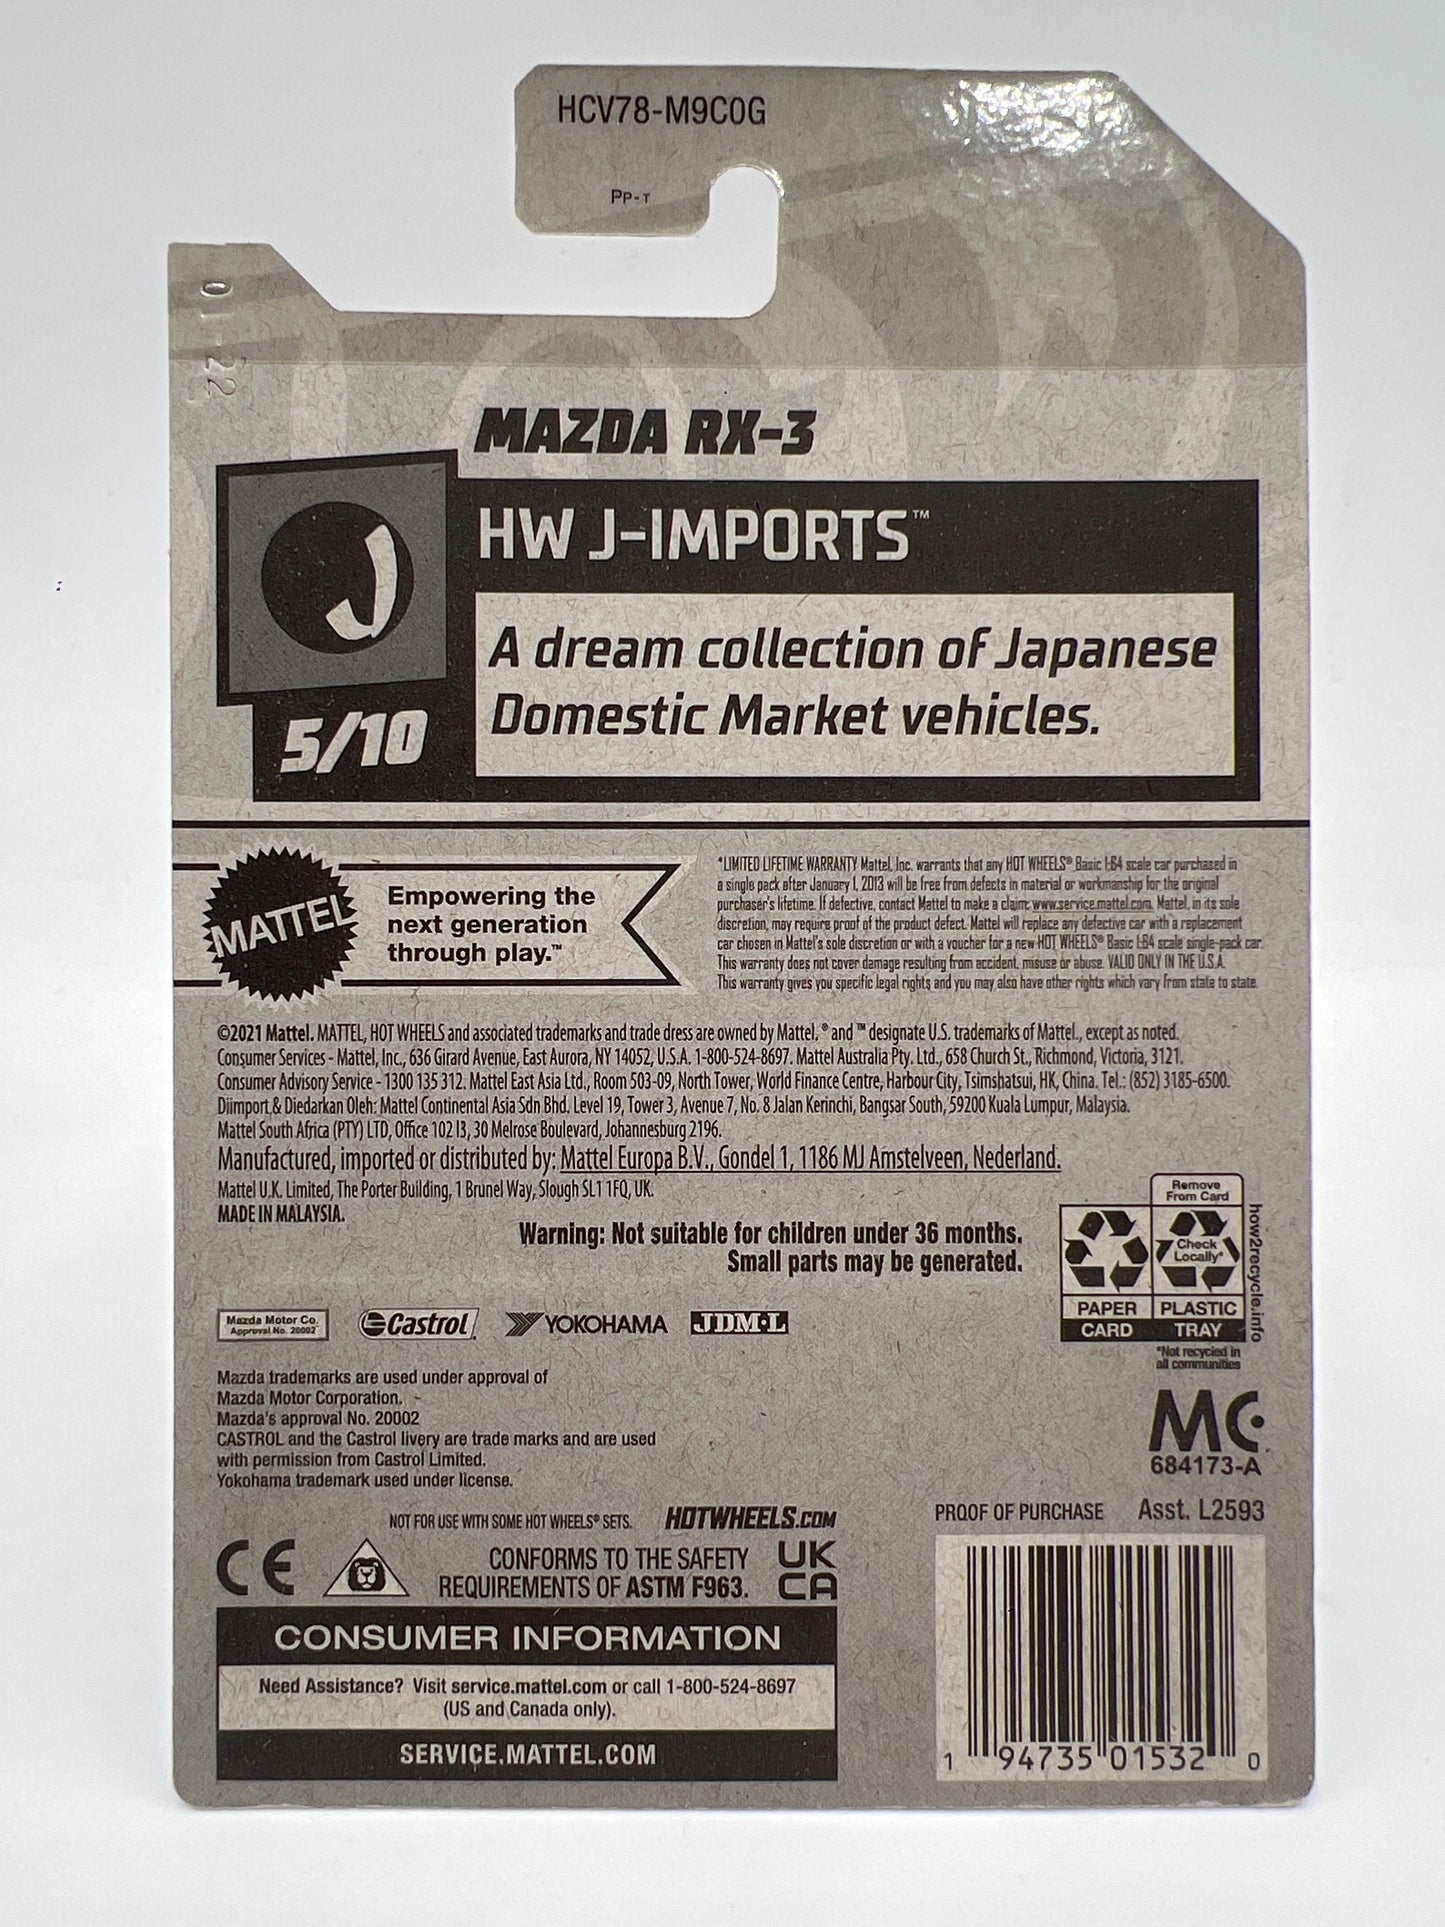 HCV78-M9C0G
PP-T
01-22
MAZDA RX-3
J
HW J-IMPORTS™
A dream collection of Japanese
Domestic Market vehicles.
5/10
MATTEL
Empowering the
next generation
through play.™
*LIMITED LIFETIME WARRANTY Mattel, Inc. warrants that any HOT WHEELS® Basic 1:64 scale car purchased in
a single pack after January 1, 2013 will be free from defects in material or workmanship for the original
purchaser's lifetime. If defective, contact Mattel to make a claim: www.service.mattel.com. Mattel, in its sole
discretion, may require proof of the product defect. Mattel will replace any defective car with a replacement
car chosen in Mattel's sole discretion or with a voucher for a new HOT WHEELS® Basic 1:64 scale single-pack car.
This warranty does not cover damage resulting from accident, misuse or abuse. VALID ONLY IN THE U.S.A.
This warranty gives you specific legal rights and you may also have other rights which vary from state to state.
©2021 Mattel. MATTEL, HOT WHEELS and associated trademarks and trade dress are owned by Mattel, ® and ™ designate U.S. trademarks of Mattel., except as noted.
Consumer Services - Mattel, Inc., 636 Girard Avenue, East Aurora, NY 14052, U.S.A. 1-800-524-8697. Mattel Australia Pty. Ltd., 658 Church St., Richmond, Victoria, 3121.
Consumer Advisory Service - 1300 135 312. Mattel East Asia Ltd., Room 503-09, North Tower, World Finance Centre, Harbour City, Tsimshatsui, HK, China. Tel.: (852) 3185-6500.
Diimport & Diedarkan Oleh: Mattel Continental Asia Sdn Bhd. Level 19, Tower 3, Avenue 7, No. 8 Jalan Kerinchi, Bangsar South, 59200 Kuala Lumpur, Malaysia.
Mattel South Africa (PTY) LTD, Office 102 I3, 30 Melrose Boulevard, Johannesburg 2196.
Manufactured, imported or distributed by: Mattel Europa B.V., Gondel 1, 1186 MJ Amstelveen, Nederland.
Mattel U.K. Limited, The Porter Building, 1 Brunel Way, Slough SL1 1FQ, UK.
MADE IN MALAYSIA.
Warning: Not suitable for children under 36 months.
Small parts may be generated.
Remove
From Card
Check
Locally*
PAPER
PLASTIC
CARD
TRAY
how2recycle.info
*Not recycled in
all communities
Mazda Motor Co.
Approval No. 20002
Castrol
YOKOHAMA
JDM-L
Mazda trademarks are used under approval of
Mazda Motor Corporation.
Mazda's approval No. 20002
CASTROL and the Castrol livery are trade marks and are used
with permission from Castrol Limited.
Yokohama trademark used under license.
MC
684173-A
NOT FOR USE WITH SOME HOT WHEELS® SETS.
HOTWHEELS.COM
PROOF OF PURCHASE
Asst. L2593
CE
CONFORMS TO THE SAFETY
REQUIREMENTS OF ASTM F963.
UK
CA
CONSUMER INFORMATION
Need Assistance? Visit service.mattel.com or call 1-800-524-8697
(US and Canada only).
SERVICE.MATTEL.COM
1 94735 01532 0